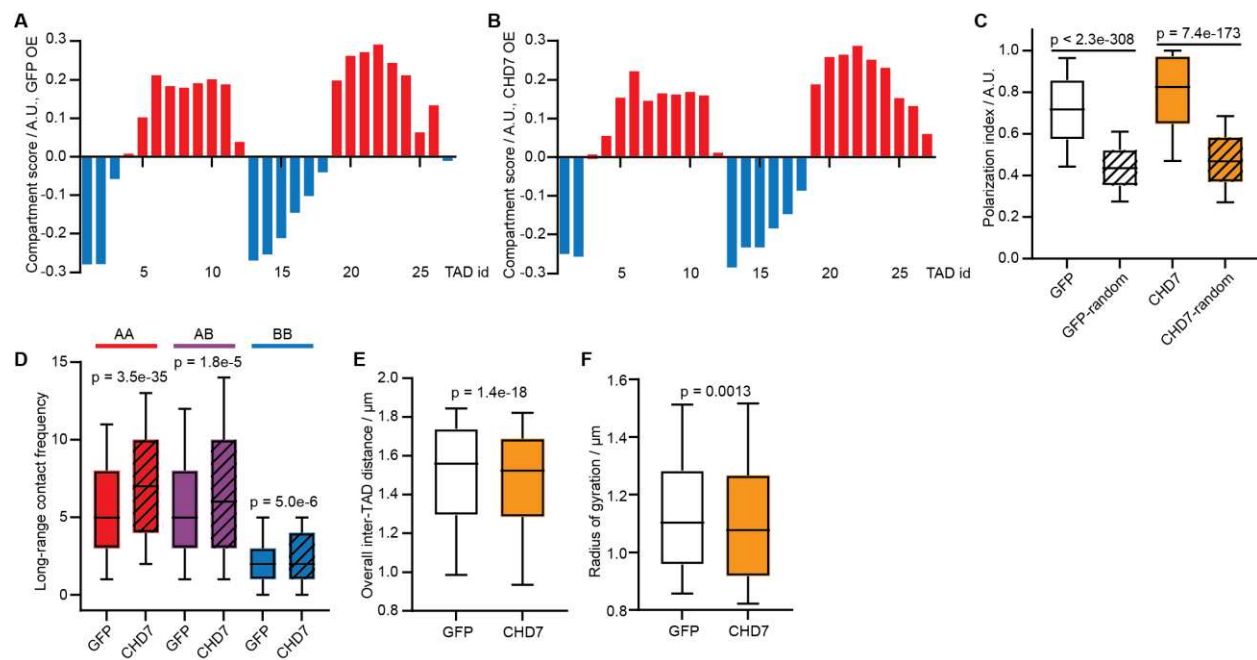 A
Compartment score / A.U., GFP OE
0.3
0.2
0.1
0.0
-0.1
-0.2
-0.3
5
10
15
20
25
TAD id
B
Compartment score / A.U., CHD7 OE
0.3
0.2
0.1
0.0
-0.1
-0.2
-0.3
5
10
15
20
25
TAD id
C
p < 2.3e-308
p = 7.4e-173
Polarization index / A.U.
1.0
0.8
0.6
0.4
0.2
0.0
GFP
GFP-random
CHD7
CHD7-random
D
AA
AB
BB
p = 3.5e-35
p = 1.8e-5
p = 5.0e-6
Long-range contact frequency
15
10
5
0
GFP
CHD7
GFP
CHD7
GFP
CHD7
E
p = 1.4e-18
Overall inter-TAD distance / μm
2.0
1.8
1.6
1.4
1.2
1.0
0.8
GFP
CHD7
F
p = 0.0013
Radius of gyration / μm
1.6
1.4
1.2
1.0
0.8
GFP
CHD7